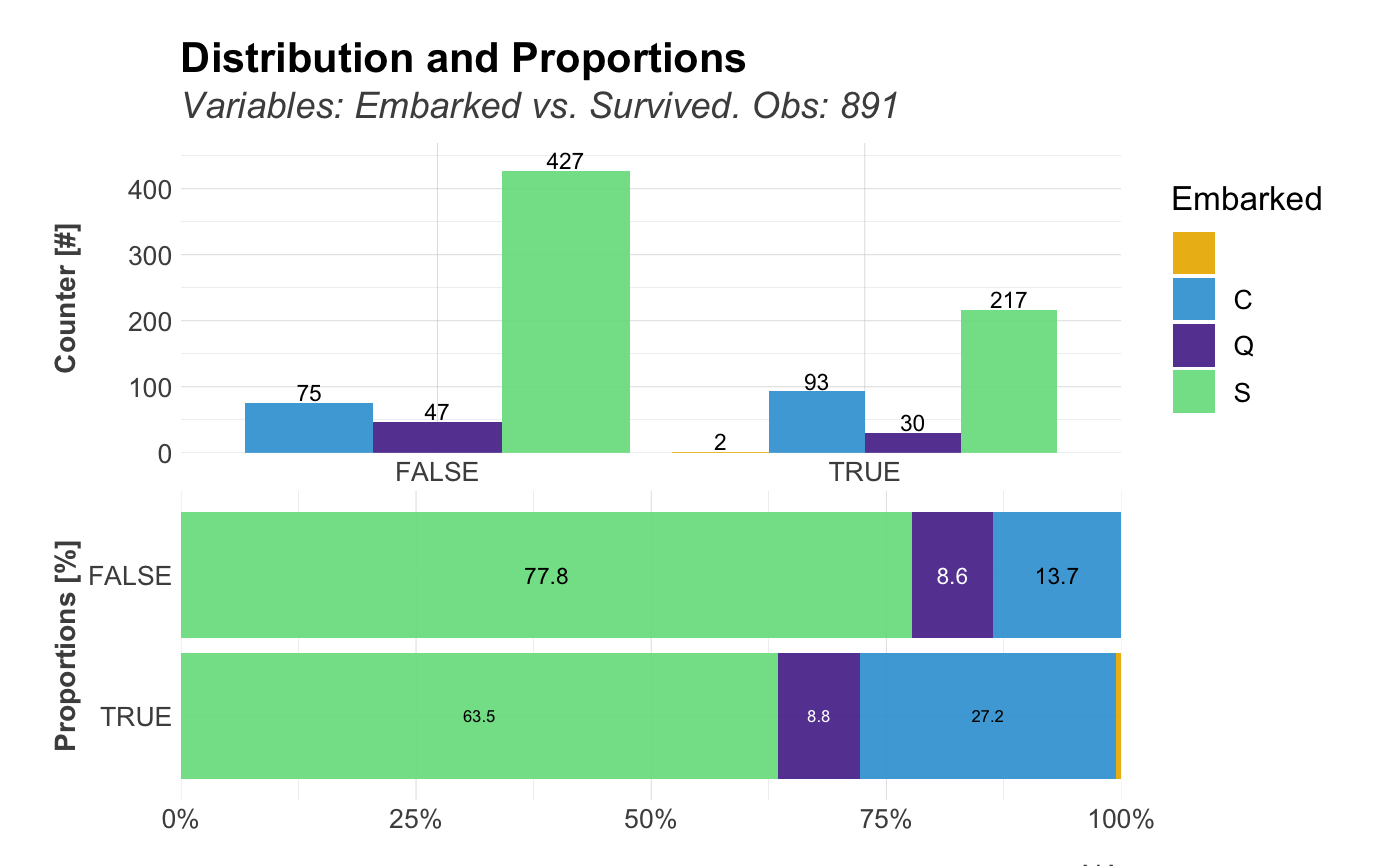 Distribution and Proportions
Variables: Embarked vs. Survived. Obs: 891
Counter [#]
400
300
200
100
0
427
217
75
47
93
30
2
FALSE
TRUE
Embarked
C
Q
S
Proportions [%]
FALSE
77.8
8.6
13.7
TRUE
63.5
8.8
27.2
0%
25%
50%
75%
100%